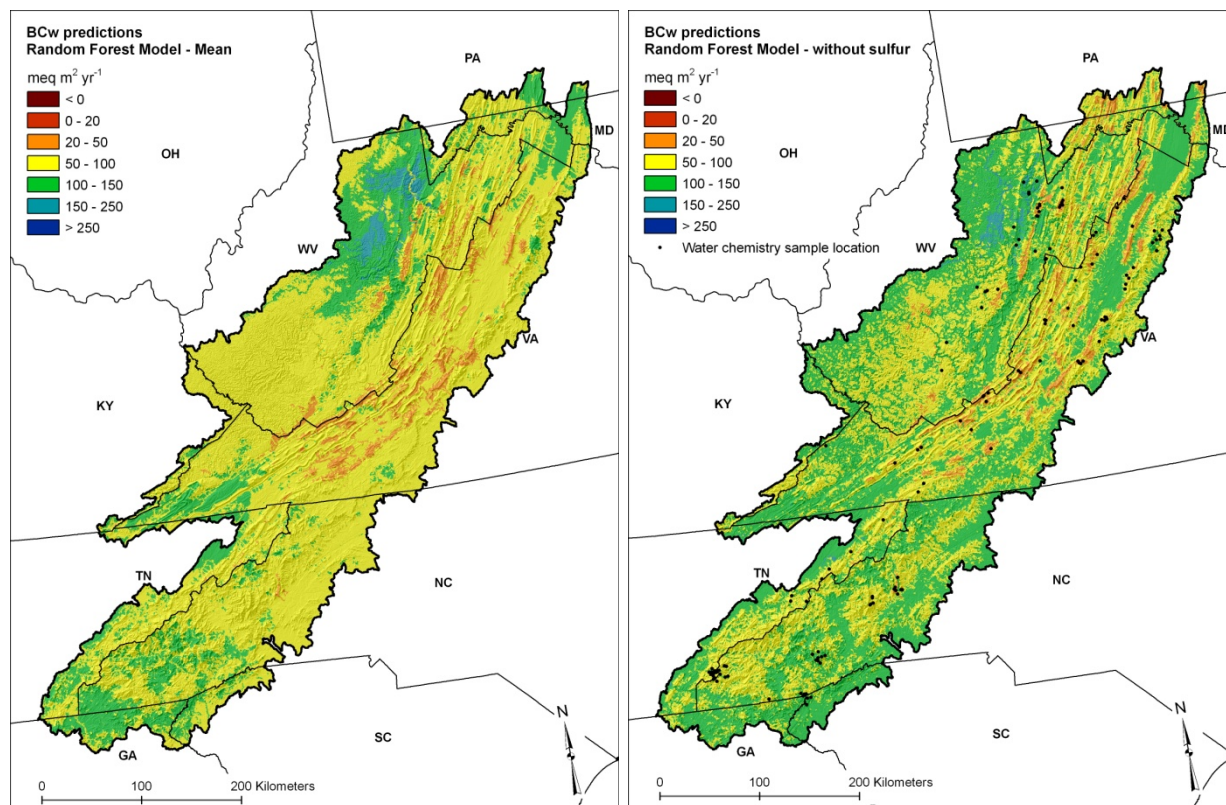 BCw predictions
Random Forest Model - Mean
meq m² yr⁻¹
< 0
0 - 20
20 - 50
50 - 100
100 - 150
150 - 250
> 250
PA
OH
MD
WV
VA
KY
TN
NC
SC
GA
N
0 100 200 Kilometers
BCw predictions
Random Forest Model - without sulfur
meq m² yr⁻¹
< 0
0 - 20
20 - 50
50 - 100
100 - 150
150 - 250
> 250
Water chemistry sample location
PA
OH
MD
WV
VA
KY
TN
NC
SC
GA
N
0 100 200 Kilometers